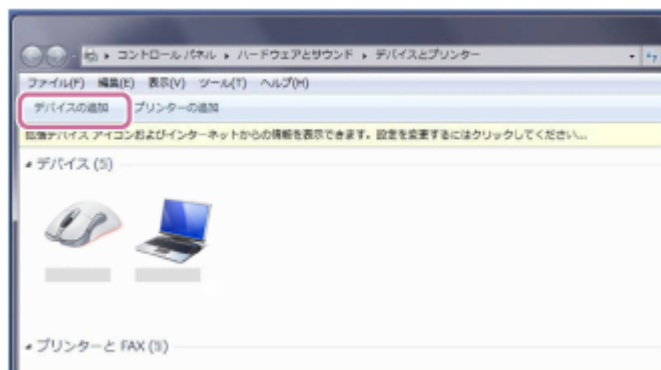 ▸ コントロール パネル ▸ ハードウェアとサウンド ▸ デバイスとプリンター
ファイル(F) 編集(E) 表示(V) ツール(T) ヘルプ(H)
デバイスの追加 プリンターの追加
拡張デバイス アイコンおよびインターネットからの情報を表示できます。設定を変更するにはクリックしてください...
デバイス (5)
プリンターと FAX (5)